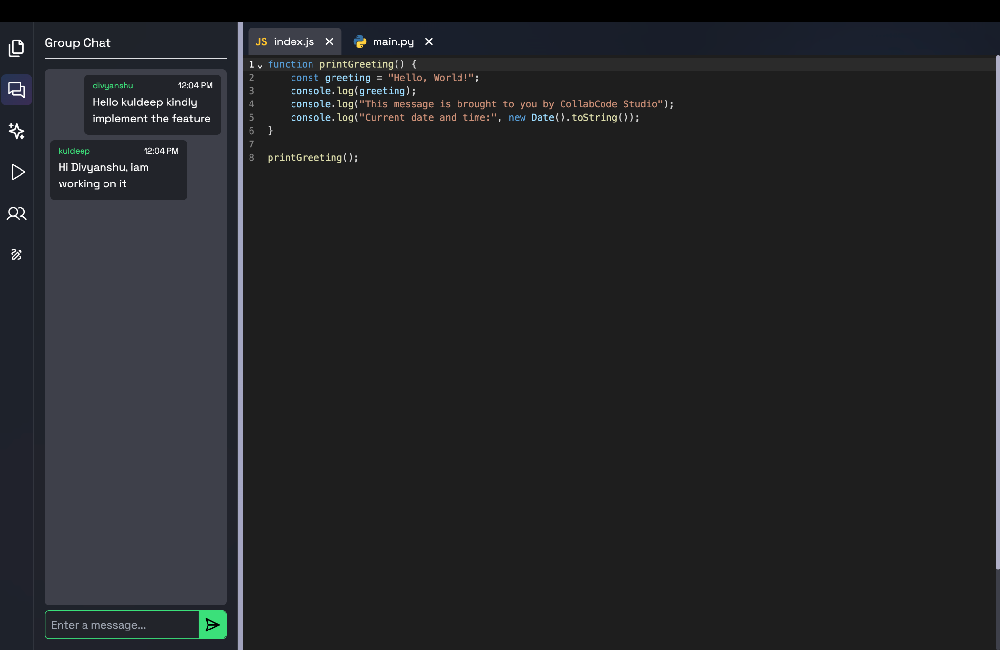 Group Chat
divyanshu 12:04 PM
Hello kuldeep kindly
implement the feature
kuldeep 12:04 PM
Hi Divyanshu, iam
working on it
Enter a message...
JS index.js main.py
1 function printGreeting() {
2     const greeting = "Hello, World!";
3     console.log(greeting);
4     console.log("This message is brought to you by CollabCode Studio");
5     console.log("Current date and time:", new Date().toString());
6 }
7
8 printGreeting();